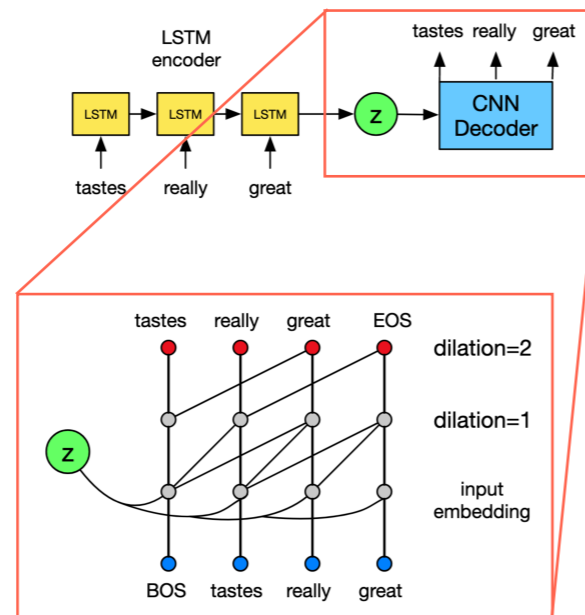 tastes really great
LSTM
encoder
LSTM LSTM LSTM
z
CNN
Decoder
tastes really great
tastes really great EOS
dilation=2
dilation=1
z
input
embedding
BOS tastes really great